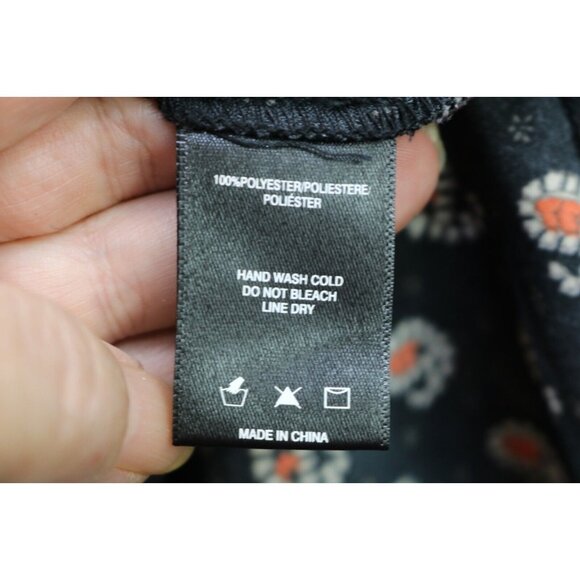 100%POLYESTER/POLIESTERE/
POLIÉSTER
HAND WASH COLD
DO NOT BLEACH
LINE DRY
MADE IN CHINA